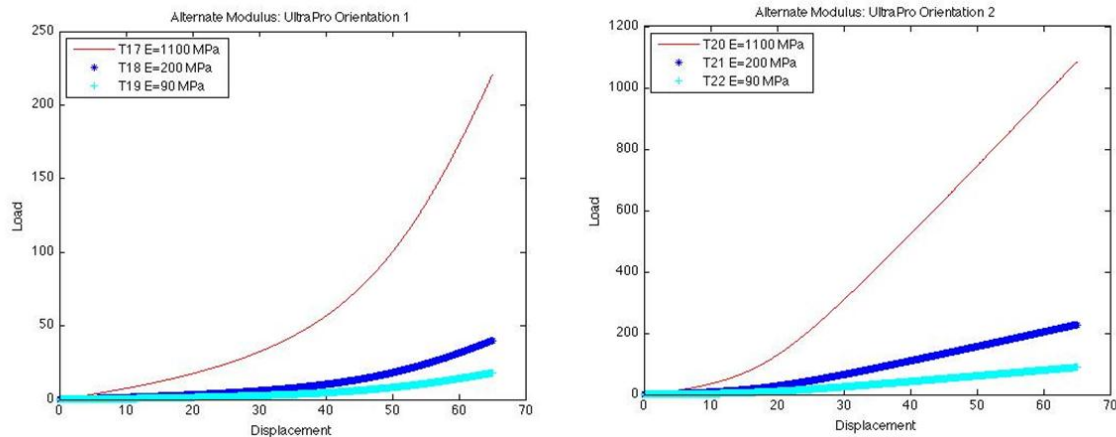 Alternate Modulus: UltraPro Orientation 1
250
200
150
100
50
0
T17 E=1100 MPa
T18 E=200 MPa
T19 E=90 MPa
Load
0 10 20 30 40 50 60 70
Displacement
Alternate Modulus: UltraPro Orientation 2
1200
1000
800
600
400
200
0
T20 E=1100 MPa
T21 E=200 MPa
T22 E=90 MPa
Load
0 10 20 30 40 50 60 70
Displacement